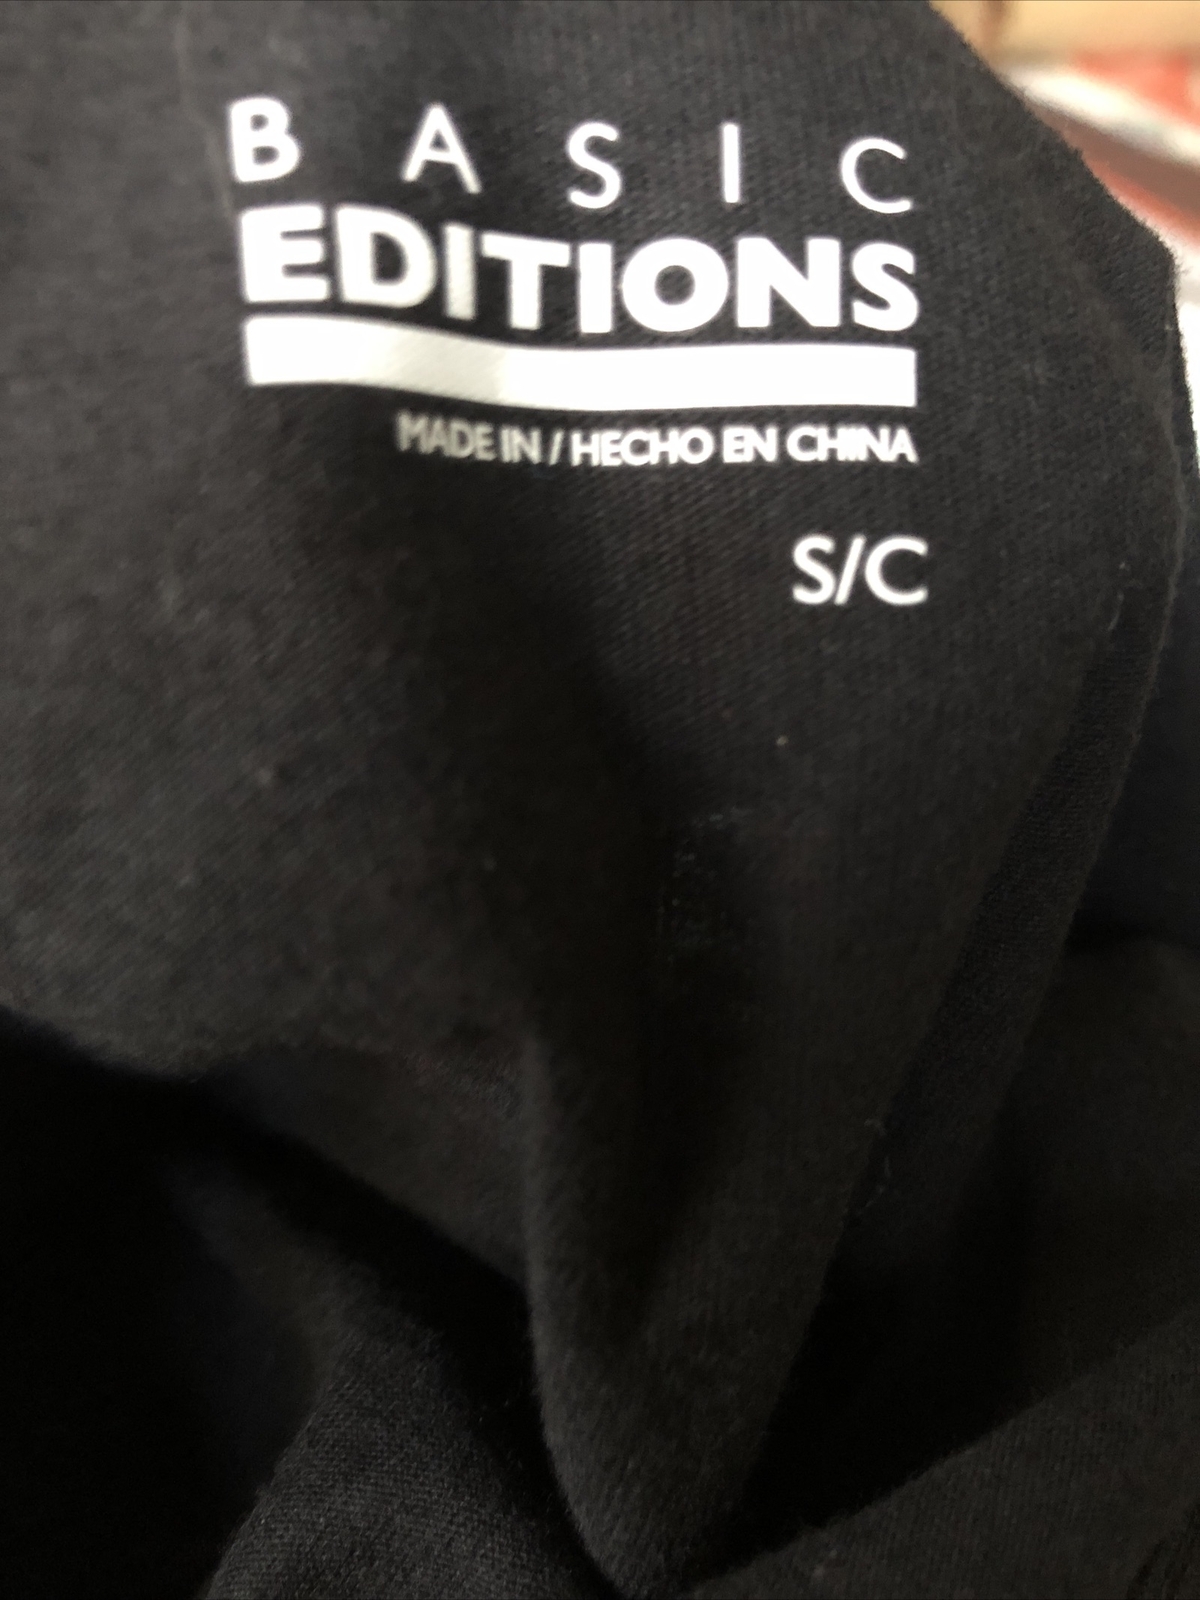 BASIC
EDITIONS
MADE IN / HECHO EN CHINA
S/C